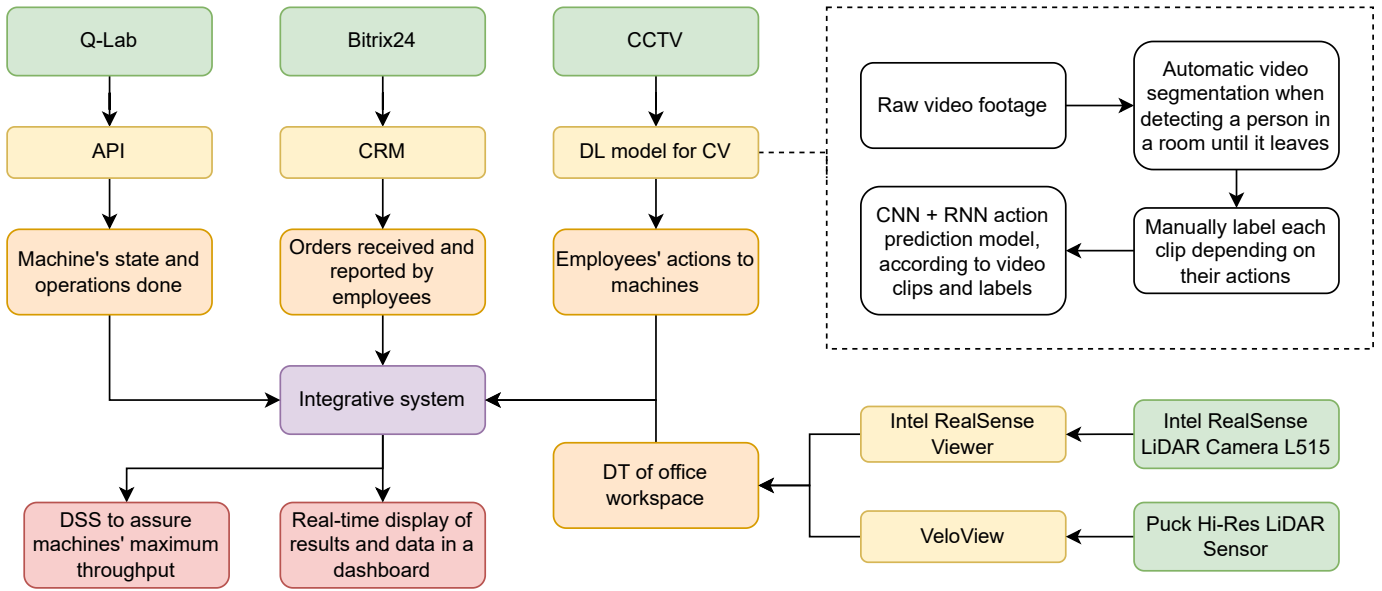 Q-Lab
Bitrix24
CCTV
API
CRM
DL model for CV
Machine's state and
operations done
Orders received and
reported by
employees
Employees' actions to
machines
Integrative system
DSS to assure
machines' maximum
throughput
Real-time display of
results and data in a
dashboard
DT of office
workspace
Raw video footage
Automatic video
segmentation when
detecting a person in
a room until it leaves
Manually label each
clip depending on
their actions
CNN + RNN action
prediction model,
according to video
clips and labels
Intel RealSense
Viewer
Intel RealSense
LiDAR Camera L515
VeloView
Puck Hi-Res LiDAR
Sensor